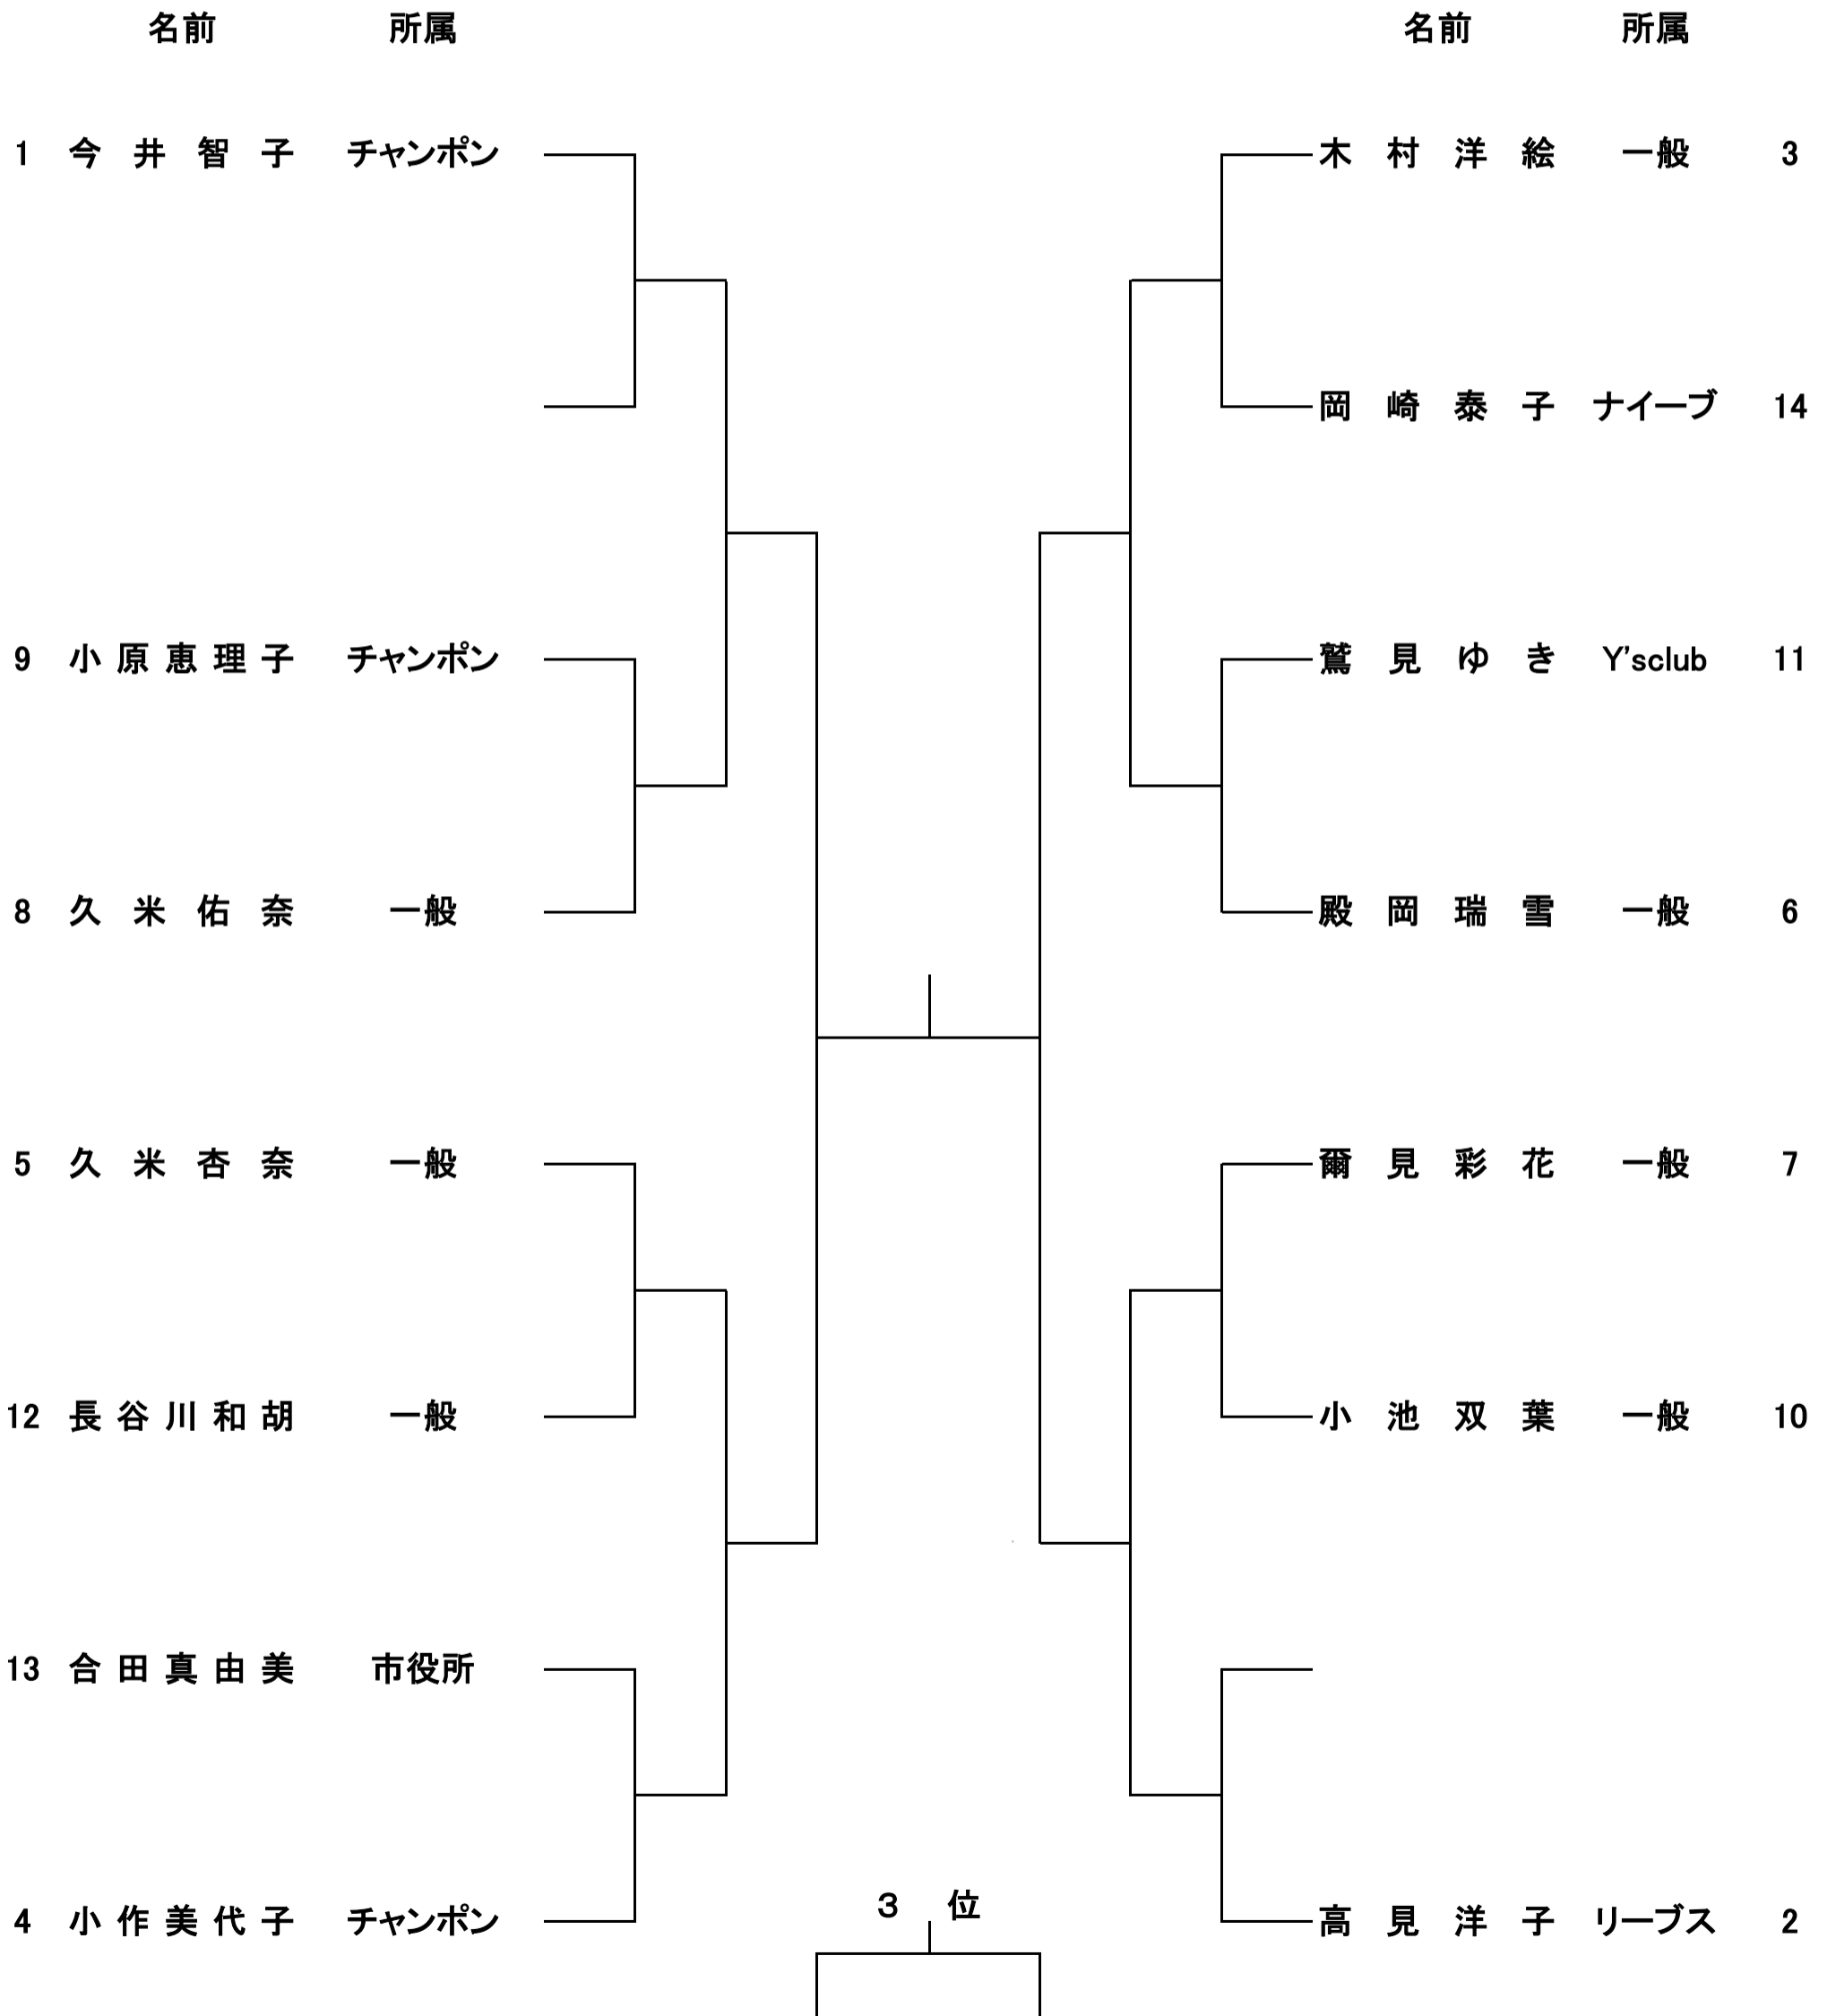 名前 所属 名前 所属
1 今井智子 チャンポン 木村洋絵 一般 3
岡崎泰子 ナイーブ 14
9 小原恵理子 チャンポン 鷲見ゆき Y'sclub 11
8 久米佑奈 一般 殿岡瑞雪 一般 6
5 久米杏奈 一般 爾見彩花 一般 7
12 長谷川和胡 一般 小池双葉 一般 10
13 合田真由美 市役所
3 位
4 小作美代子 チャンポン 高見洋子 リーブス 2